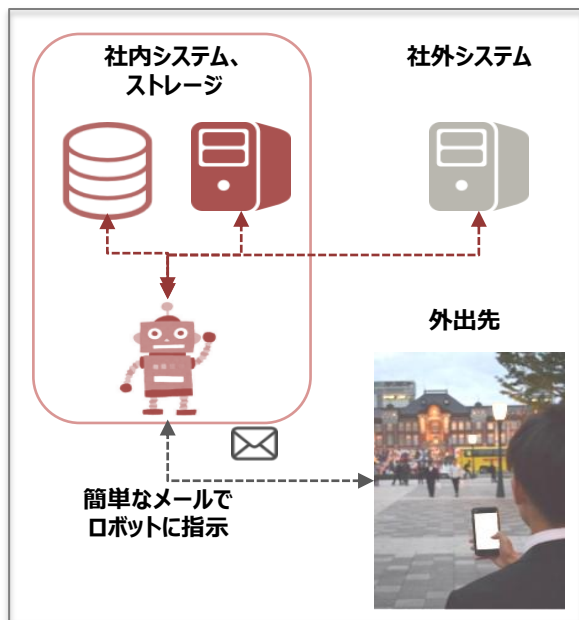 社内システム、
ストレージ
社外システム
外出先
簡単なメールで
ロボットに指示